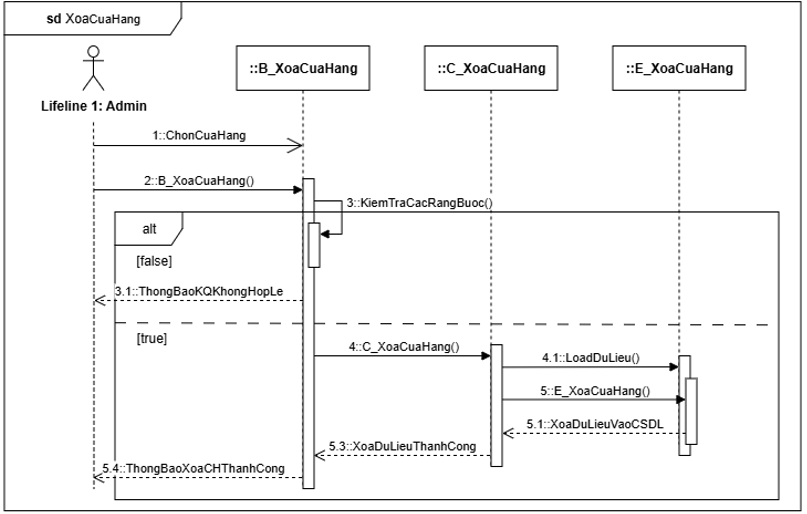 sd XoaCuaHang
::B_XoaCuaHang
::C_XoaCuaHang
::E_XoaCuaHang
Lifeline 1: Admin
1::ChonCuaHang
2::B_XoaCuaHang()
3::KiemTraCacRangBuoc()
alt
[false]
3.1::ThongBaoKQKhongHopLe
[true]
4::C_XoaCuaHang()
4.1::LoadDuLieu()
5::E_XoaCuaHang()
5.1::XoaDuLieuVaoCSDL
5.3::XoaDuLieuThanhCong
5.4::ThongBaoXoaCHThanhCong